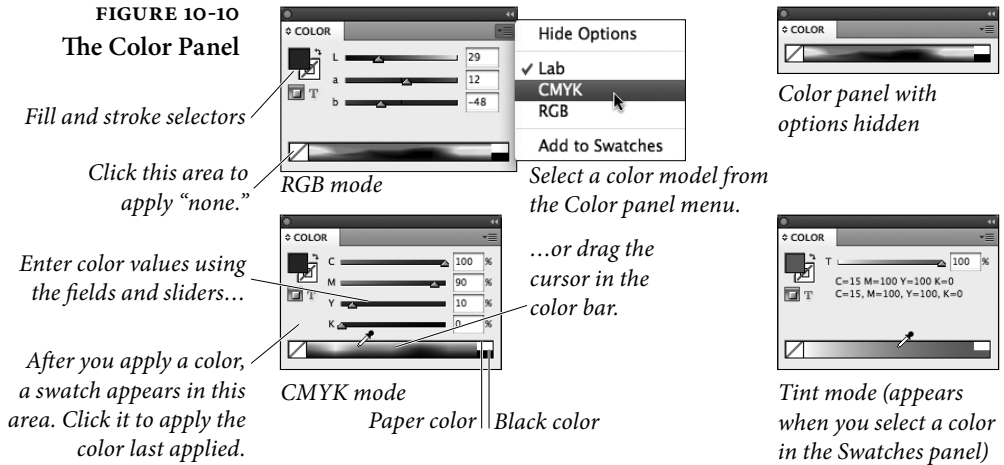 FIGURE 10-10
The Color Panel
Fill and stroke selectors
Click this area to
apply “none.”
COLOR
L 29
a 12
b -48
RGB mode
Hide Options
✓ Lab
CMYK
RGB
Add to Swatches
Select a color model from
the Color panel menu.
COLOR
Color panel with
options hidden
Enter color values using
the fields and sliders…
After you apply a color,
a swatch appears in this
area. Click it to apply the
color last applied.
COLOR
T
C 100 %
M 90 %
Y 10 %
K 0 %
CMYK mode
Paper color
Black color
…or drag the
cursor in the
color bar.
COLOR
T
T 100 %
C=15 M=100 Y=100 K=0
C=15, M=100, Y=100, K=0
Tint mode (appears
when you select a color
in the Swatches panel)